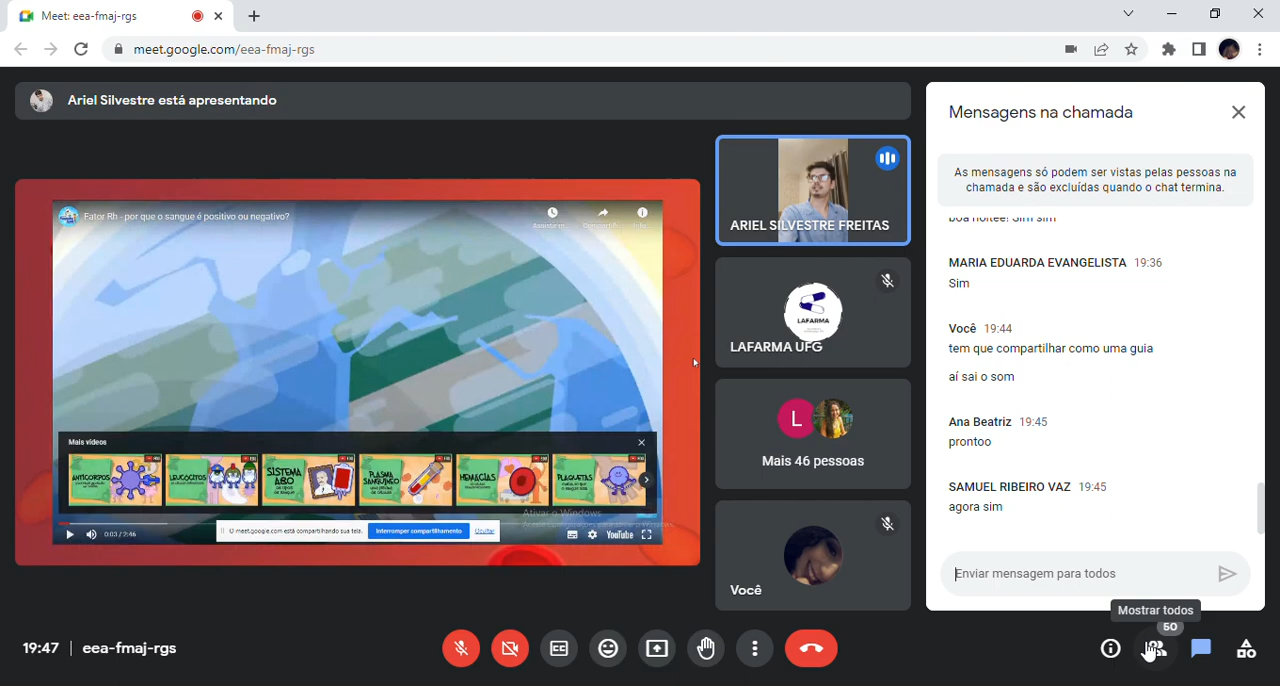 Meet: eea-fmaj-rgs
meet.google.com/eea-fmaj-rgs
Ariel Silvestre está apresentando
Fator Rh - por que o sangue é positivo ou negativo?
Mais vídeos
ANTICORPOS
LEUCÓCITOS
SISTEMA ABO
PLASMA SANGUÍNEO
HEMÁCIAS
PLAQUETAS
Ativar o Windows
0:03 / 2:46
O meet.google.com está compartilhando sua tela.
Interromper compartilhamento
Ocultar
YouTube
ARIEL SILVESTRE FREITAS
LAFARMA
LAFARMA UFG
L
Mais 46 pessoas
Você
Mensagens na chamada
As mensagens só podem ser vistas pelas pessoas na
chamada e são excluídas quando o chat termina.
boa noitee! Sim sim
MARIA EDUARDA EVANGELISTA 19:36
Sim
Você 19:44
tem que compartilhar como uma guia
aí sai o som
Ana Beatriz 19:45
prontoo
SAMUEL RIBEIRO VAZ 19:45
agora sim
Enviar mensagem para todos
Mostrar todos
50
19:47 | eea-fmaj-rgs